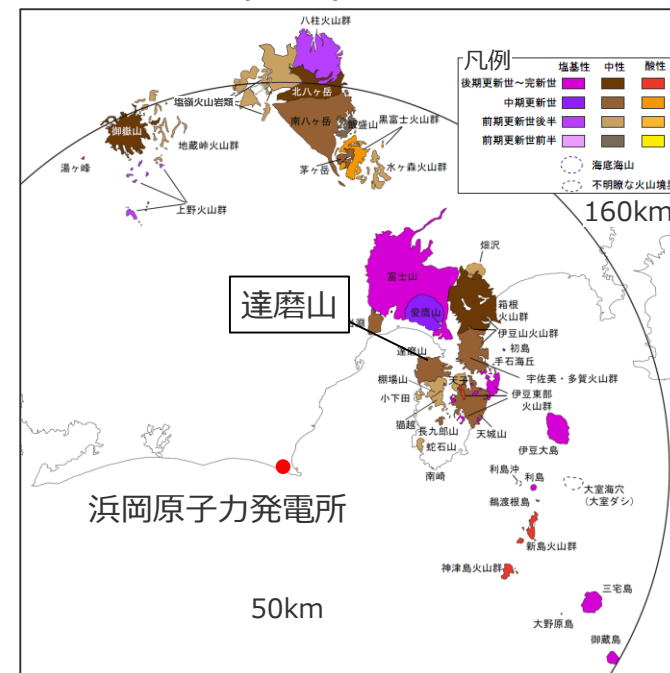 八柱火山群
凡例
塩基性 中性 酸性
後期更新世～完新世
中期更新世
前期更新世後半
前期更新世前半
海底海山
不明瞭な火山境界
160km
塩嶺火山岩類
北八ヶ岳
御嶽山
南八ヶ岳
飯盛山
黒富士火山群
地蔵峠火山群
茅ヶ岳
水ヶ森火山群
湯ヶ峰
上野火山群
畑沢
富士山
達磨山
愛鷹山
箱根
火山群
伊豆山火山群
初島
達磨山
手石海丘
天子
宇佐美・多賀火山群
棚場山
小下田
伊豆東部
火山群
猫越
長九郎山
天城山
蛇石山
伊豆大島
南崎
利島沖
利島
大室海穴
(大室ダシ)
鵜渡根島
浜岡原子力発電所
新島火山群
神津島火山群
50km
三宅島
大野原島
御蔵島